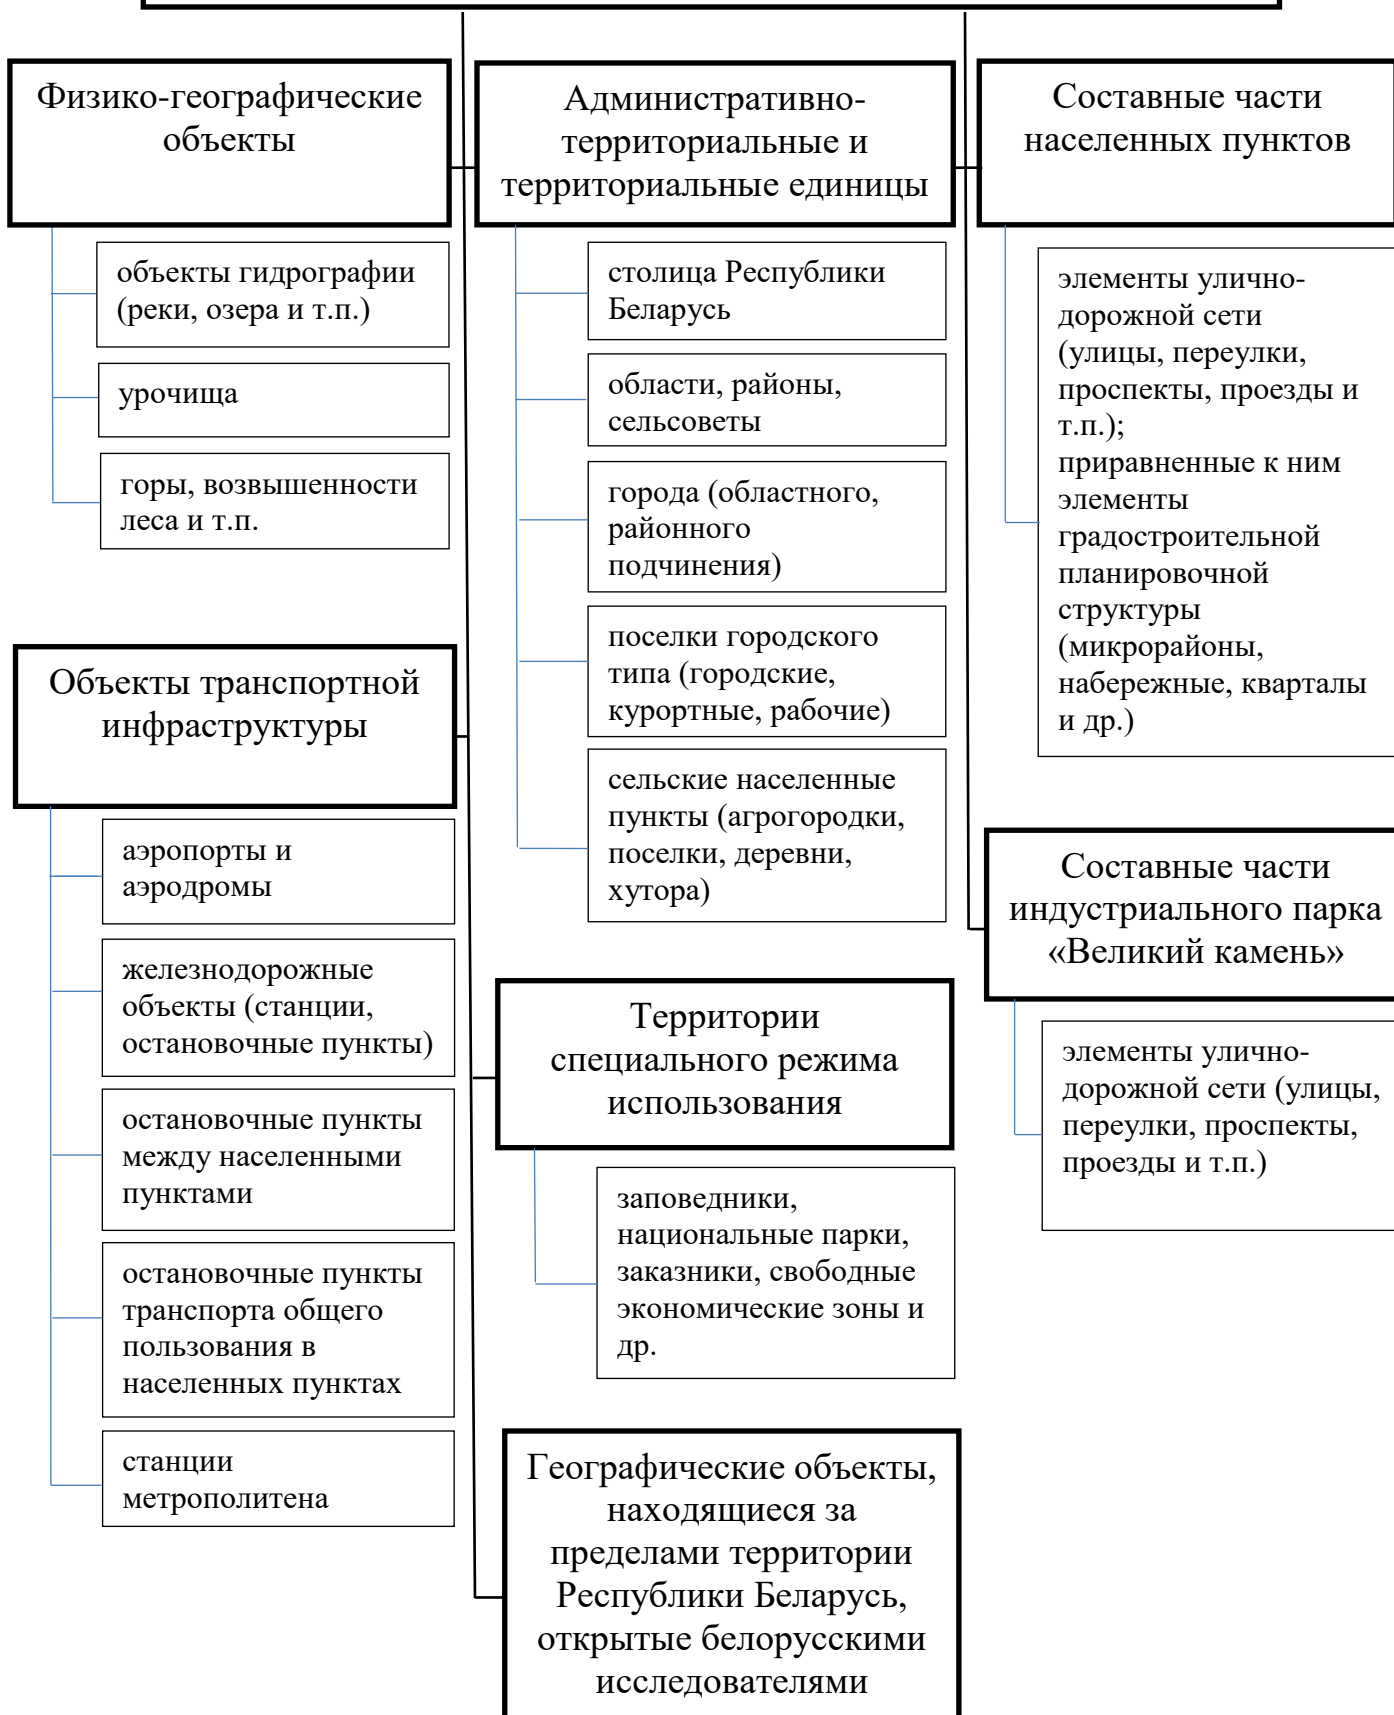 Физико-географические
объекты
объекты гидрографии
(реки, озера и т.п.)
урочища
горы, возвышенности
леса и т.п.
Объекты транспортной
инфраструктуры
аэропорты и
аэродромы
железнодорожные
объекты (станции,
остановочные пункты)
остановочные пункты
между населенными
пунктами
остановочные пункты
транспорта общего
пользования в
населенных пунктах
станции
метрополитена
Административно-
территориальные и
территориальные единицы
столица Республики
Беларусь
области, районы,
сельсоветы
города (областного,
районного
подчинения)
поселки городского
типа (городские,
курортные, рабочие)
сельские населенные
пункты (агрогородки,
поселки, деревни,
хутора)
Территории
специального режима
использования
заповедники,
национальные парки,
заказники, свободные
экономические зоны и
др.
Географические объекты,
находящиеся за
пределами территории
Республики Беларусь,
открытые белорусскими
исследователями
Составные части
населенных пунктов
элементы улично-
дорожной сети
(улицы, переулки,
проспекты, проезды и
т.п.);
приравненные к ним
элементы
градостроительной
планировочной
структуры
(микрорайоны,
набережные, кварталы
и др.)
Составные части
индустриального парка
«Великий камень»
элементы улично-
дорожной сети (улицы,
переулки, проспекты,
проезды и т.п.)